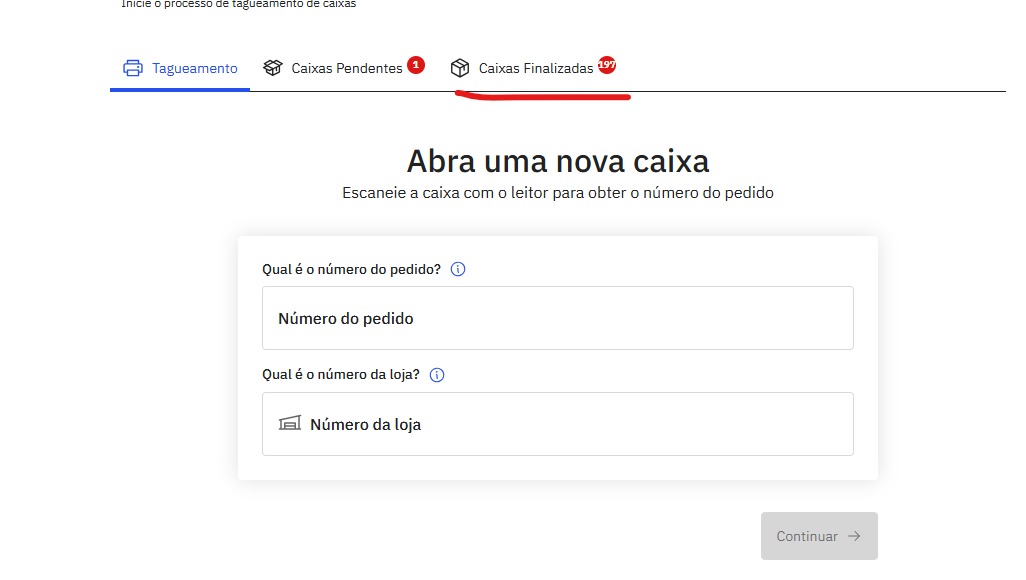 Inicie o processo de tagueamento de caixas
Tagueamento
Caixas Pendentes 1
Caixas Finalizadas 197
Abra uma nova caixa
Escaneie a caixa com o leitor para obter o número do pedido
Qual é o número do pedido?
Número do pedido
Qual é o número da loja?
Número da loja
Continuar